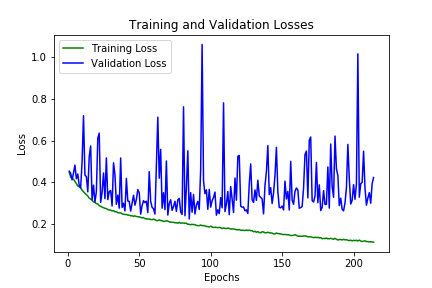 Training and Validation Losses
Training Loss
Validation Loss
1.0
0.8
0.6
0.4
0.2
Loss
0
50
100
150
200
Epochs